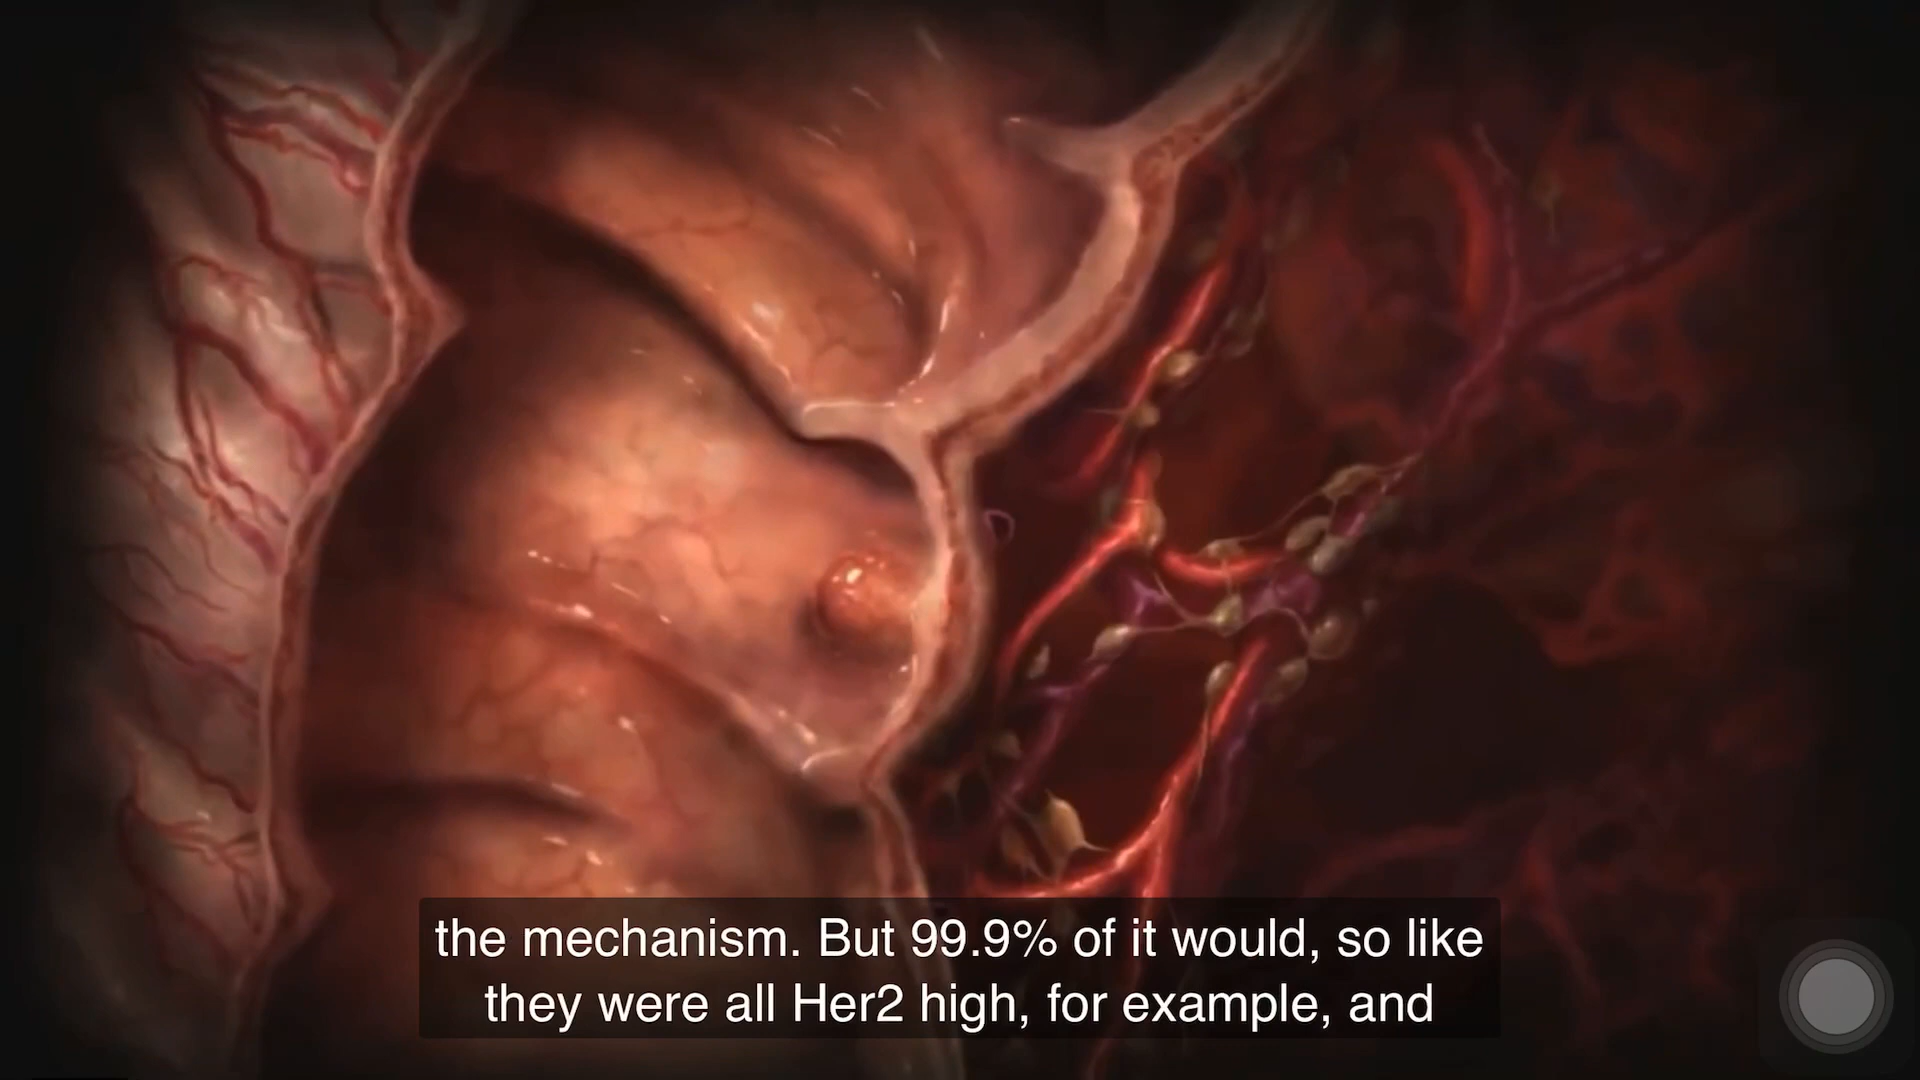 the mechanism. But 99.9% of it would, so like
they were all Her2 high, for example, and